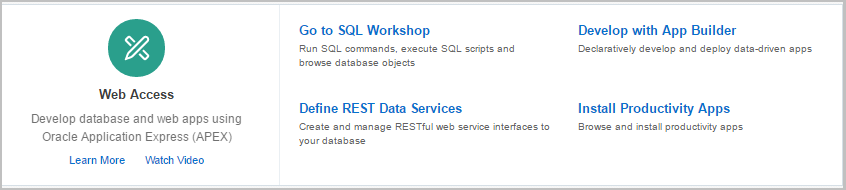 Web Access
Develop database and web apps using
Oracle Application Express (APEX)
Learn More Watch Video
Go to SQL Workshop
Run SQL commands, execute SQL scripts and
browse database objects
Develop with App Builder
Declaratively develop and deploy data-driven apps
Define REST Data Services
Create and manage RESTful web service interfaces to
your database
Install Productivity Apps
Browse and install productivity apps